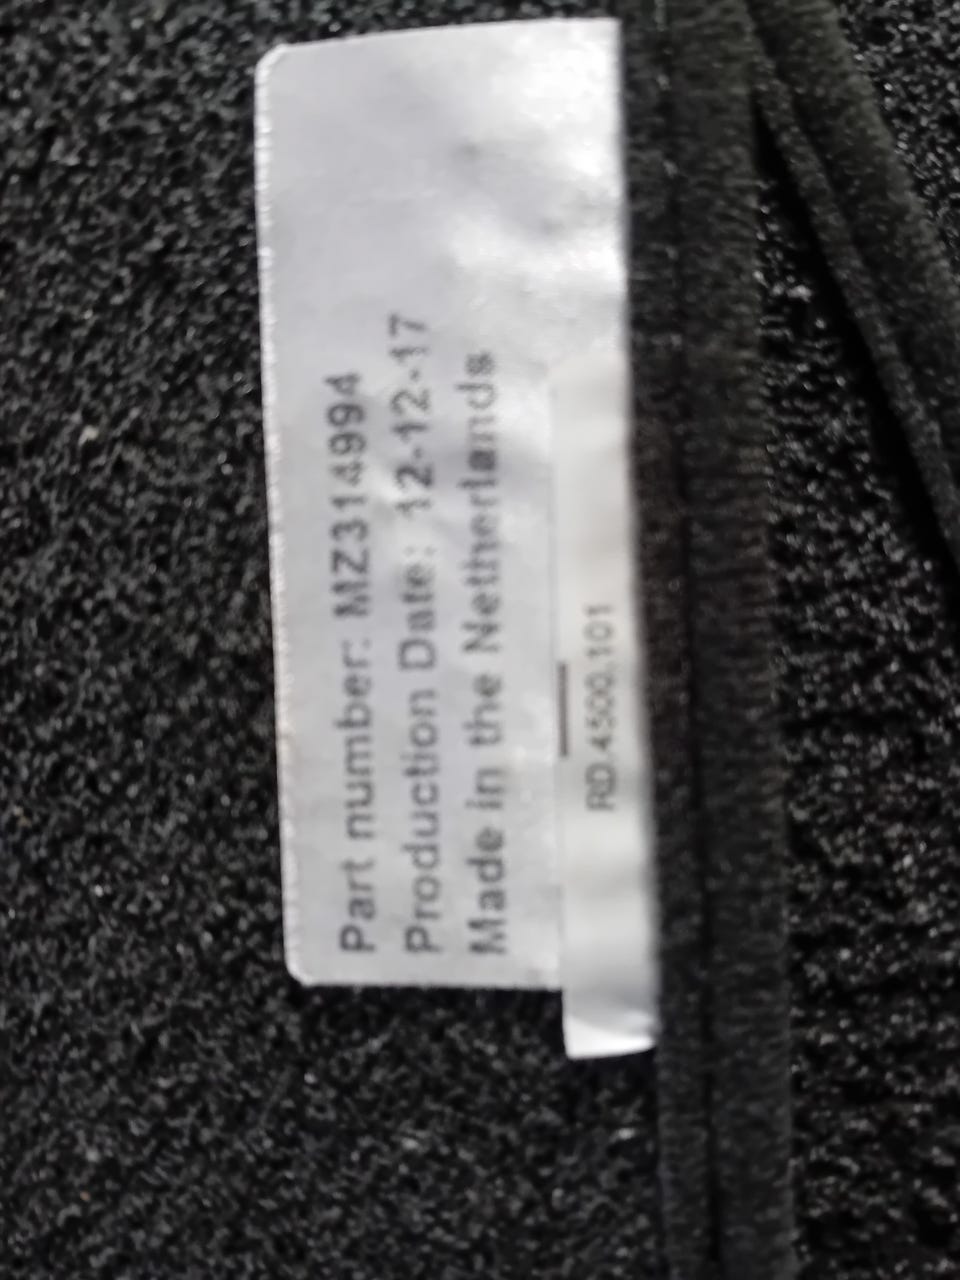 Part number: MZ314994
Production Date: 12-12-17
Made in the Netherlands
RD.4500.101